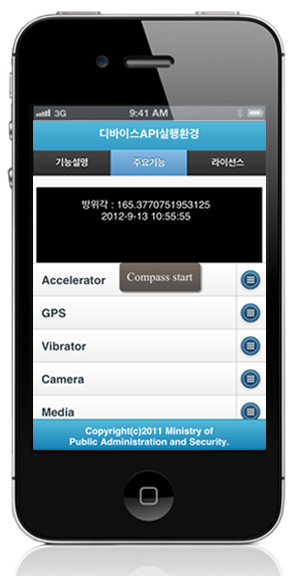 3G 9:41 AM
디바이스API실행환경
기능설명 주요기능 라이선스
방위각 : 165.3770751953125
2012-9-13 10:55:55
Compass start
Accelerator
GPS
Vibrator
Camera
Media
Copyright(c)2011 Ministry of
Public Administration and Security.